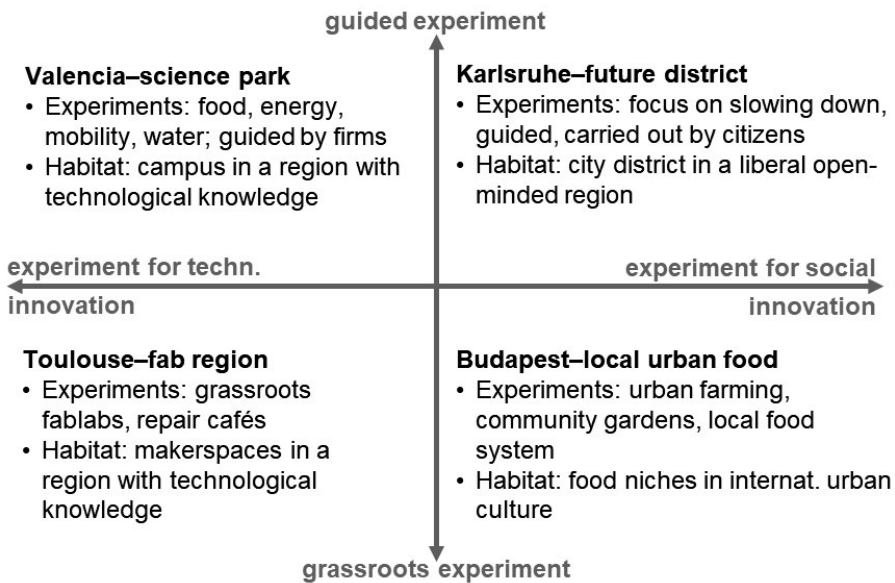 guided experiment
Valencia–science park
• Experiments: food, energy,
mobility, water; guided by firms
• Habitat: campus in a region with
technological knowledge
Karlsruhe–future district
• Experiments: focus on slowing down,
guided, carried out by citizens
• Habitat: city district in a liberal open-
minded region
experiment for techn.
innovation
experiment for social
innovation
Toulouse–fab region
• Experiments: grassroots
fablabs, repair cafés
• Habitat: makerspaces in a
region with technological
knowledge
Budapest–local urban food
• Experiments: urban farming,
community gardens, local food
system
• Habitat: food niches in internat. urban
culture
grassroots experiment